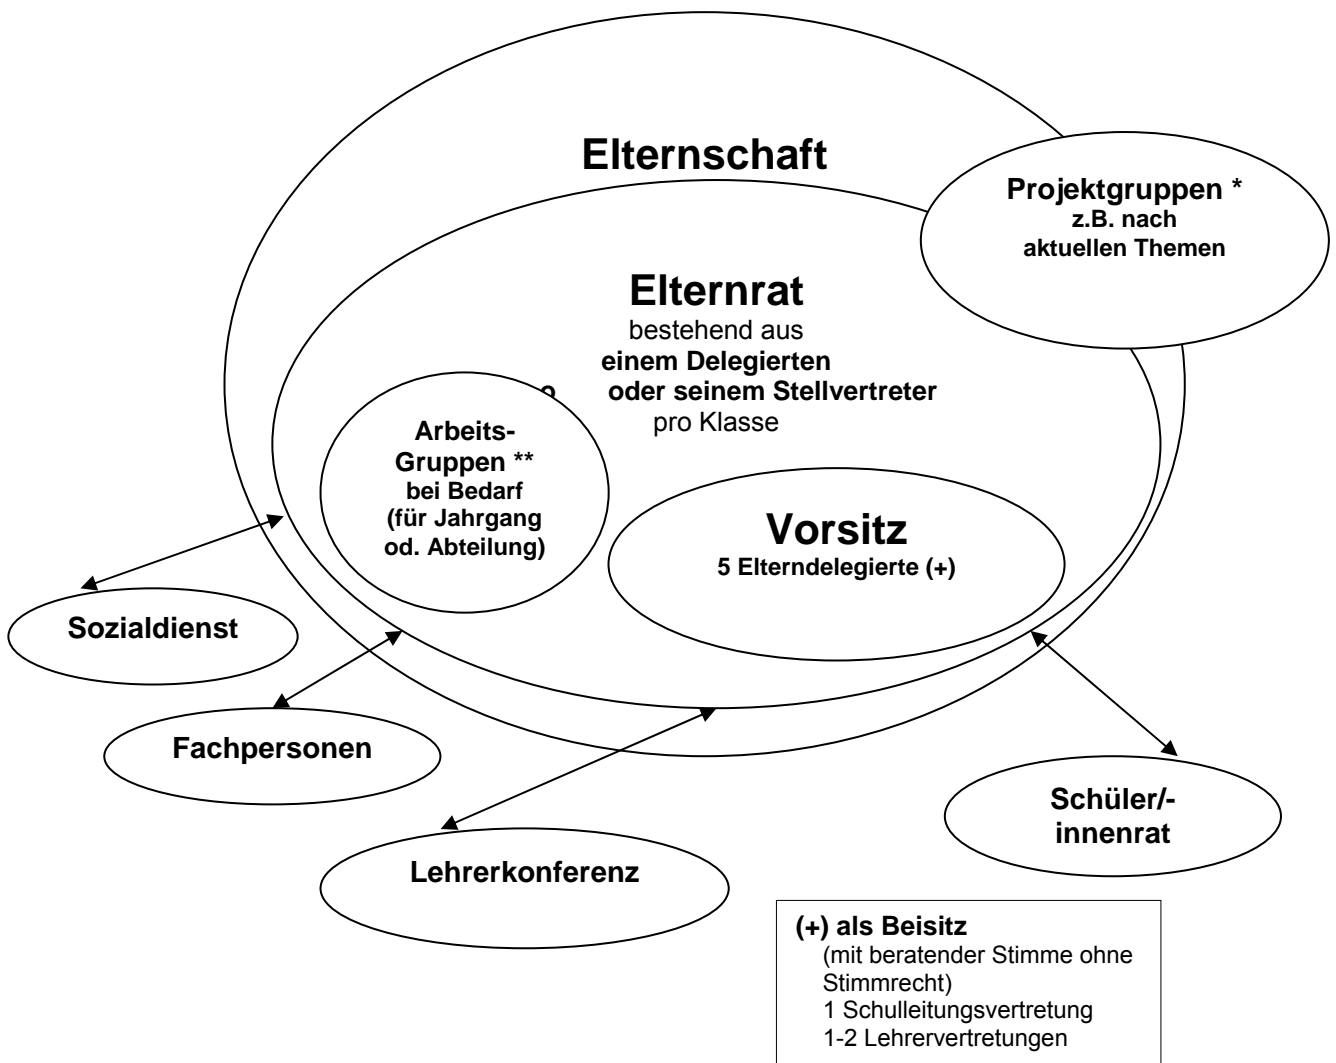 Elternschaft
Projektgruppen *
z.B. nach
aktuellen Themen
Elternrat
bestehend aus
einem Delegierten
oder seinem Stellvertreter
pro Klasse
Arbeits-
Gruppen **
bei Bedarf
(für Jahrgang
od. Abteilung)
Vorsitz
5 Elterndelegierte (+)
Sozialdienst
Fachpersonen
Lehrerkonferenz
Schüler/-
innenrat
(+) als Beisitz
(mit beratender Stimme ohne
Stimmrecht)
1 Schulleitungsvertretung
1-2 Lehrervertretungen